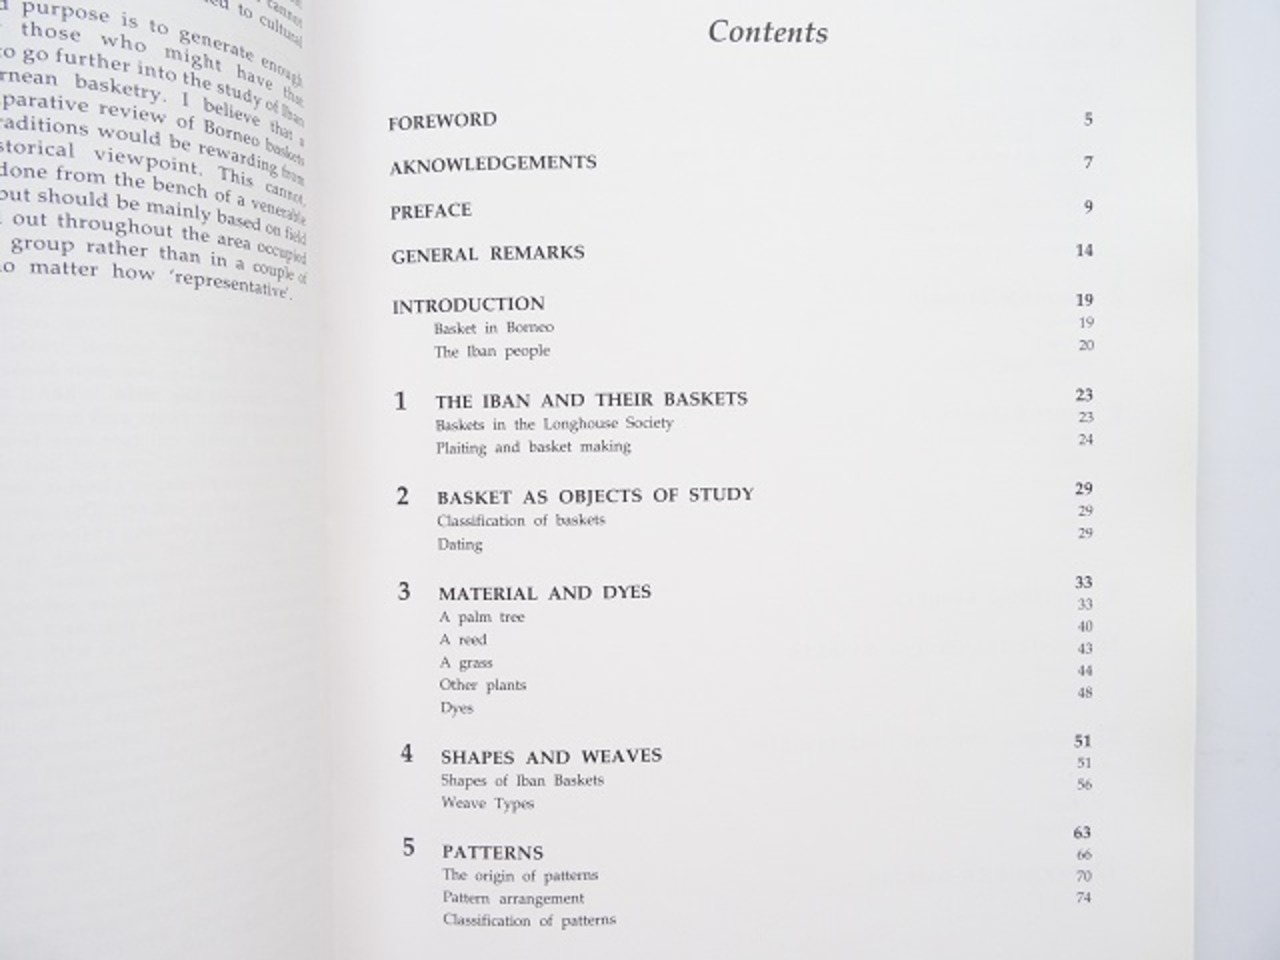 cannot
ed to cultural
purpose is to generate enough
those who might have that
to go further into the study of Iban
rnean basketry. I believe that a
parative review of Borneo baskets
raditions would be rewarding from
storical viewpoint. This cannot
done from the bench of a venerable
but should be mainly based on field
out throughout the area occupied
group rather than in a couple of
no matter how 'representative'.
Contents
FOREWORD 5
AKNOWLEDGEMENTS 7
PREFACE 9
GENERAL REMARKS 14
INTRODUCTION 19
Basket in Borneo 19
The Iban people 20
1 THE IBAN AND THEIR BASKETS 23
Baskets in the Longhouse Society 23
Plaiting and basket making 24
2 BASKET AS OBJECTS OF STUDY 29
Classification of baskets 29
Dating 29
3 MATERIAL AND DYES 33
A palm tree 33
A reed 40
A grass 43
Other plants 44
Dyes 48
4 SHAPES AND WEAVES 51
Shapes of Iban Baskets 51
Weave Types 56
5 PATTERNS 63
The origin of patterns 66
Pattern arrangement 70
Classification of patterns 74